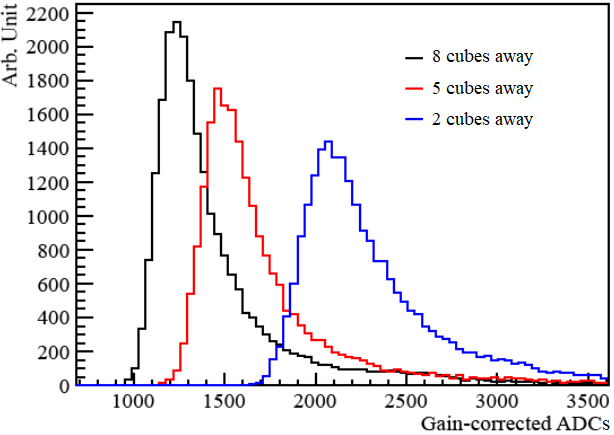 Arb. Unit
2200
2000
1800
1600
1400
1200
1000
800
600
400
200
0
8 cubes away
5 cubes away
2 cubes away
1000 1500 2000 2500 3000 3500
Gain-corrected ADCs